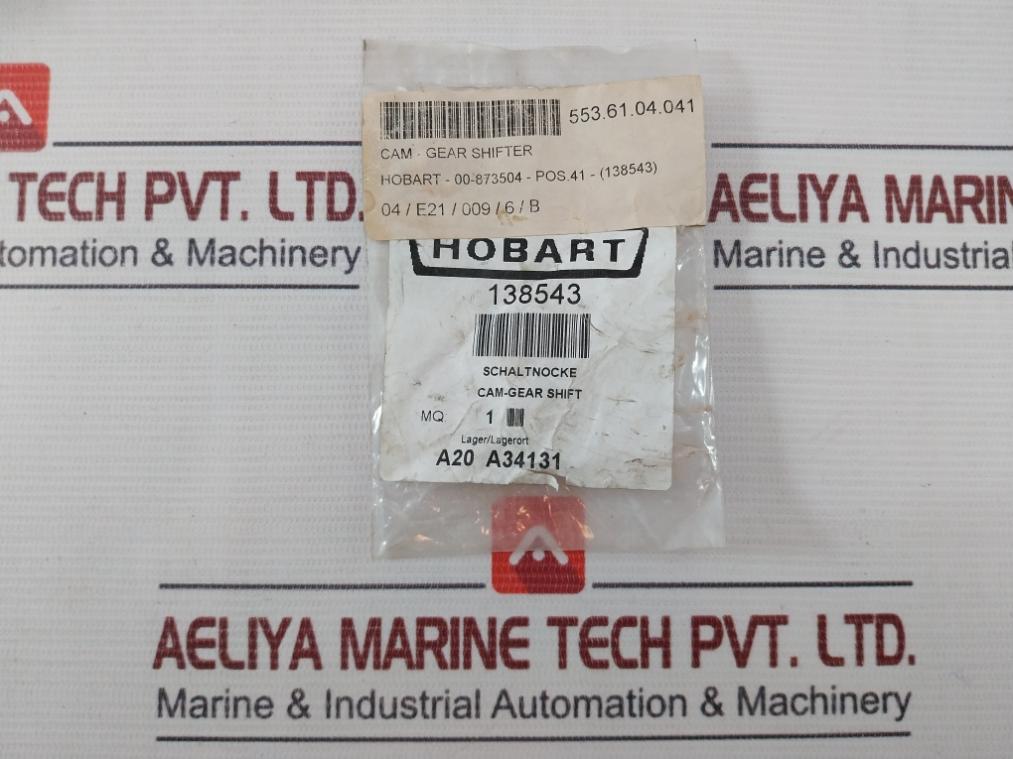 553.61.04.041
CAM - GEAR SHIFTER
HOBART - 00-873504 - POS.41 - (138543)
04 / E21 / 009 / 6 / B
HOBART
138543
SCHALTNOCKE
CAM-GEAR SHIFT
MQ 1
Lager/Lagerort
A20 A34131
TECH PVT. LTD.
tomation & Machinery
AELIYA MARIN
Marine & Industrial
AELIYA MARINE TECH PVT. LTD.
Marine & Industrial Automation & Machinery